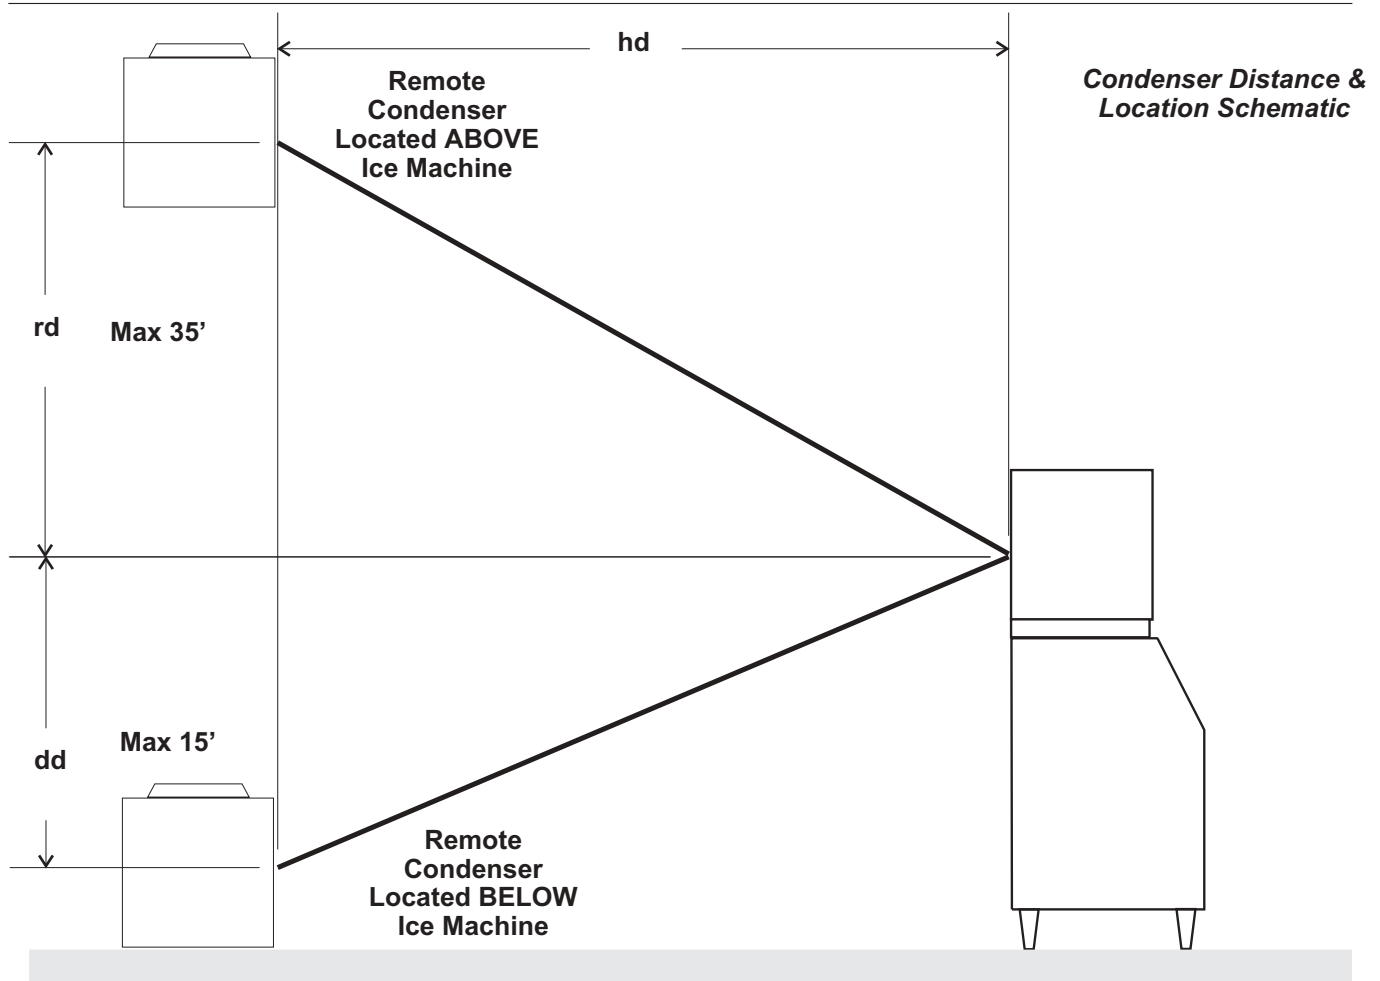 hd
Condenser Distance &
Location Schematic
Remote
Condenser
Located ABOVE
Ice Machine
rd
Max 35’
Max 15’
dd
Remote
Condenser
Located BELOW
Ice Machine